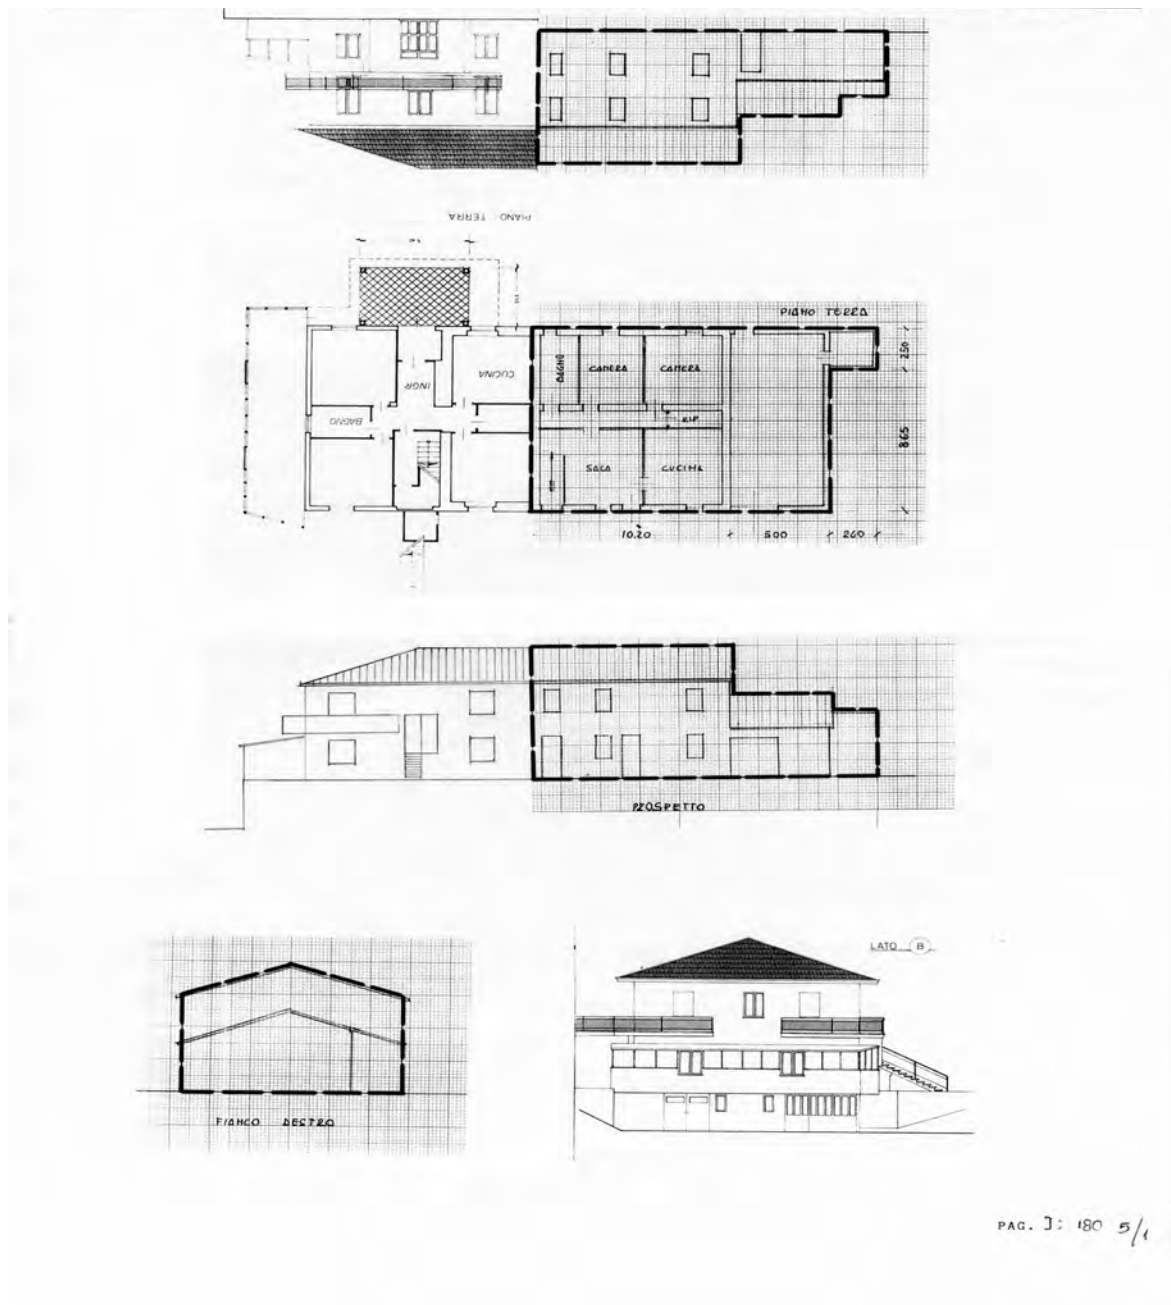 PIANO TERRA
PIANO TERRA
CUCINA
INGR
BAGNO
BAGNO
CAMERA
CAMERA
RIP
SALA
CUCINA
250
865
10.20
500
260
PROSPETTO
LATO B
FIANCO DESTRO
PAG. J: 180 5/1